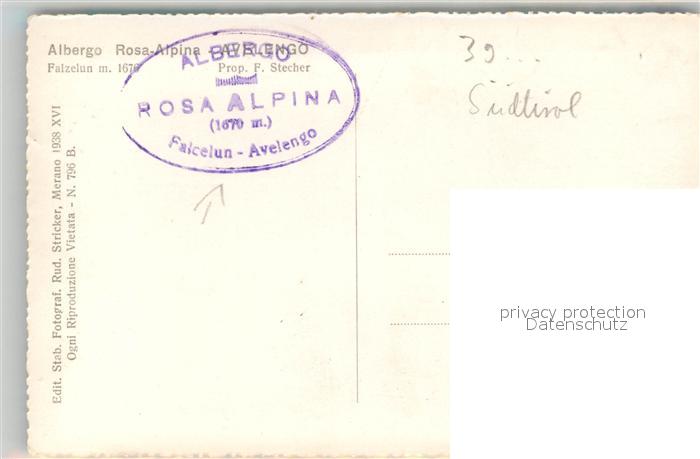 Albergo Rosa-Alpina - AVELENGO
Falzelun m. 1670 Prop. F. Stecher
ALBERGO
ROSA ALPINA
(1670 m.)
Falcelun - Avelengo
39...
Südtirol
Edit. Stab. Fotograf. Rud. Stricker, Merano 1938 XVI
Ogni Riproduzione Vietata - N. 796 B.
privacy protection
Datenschutz